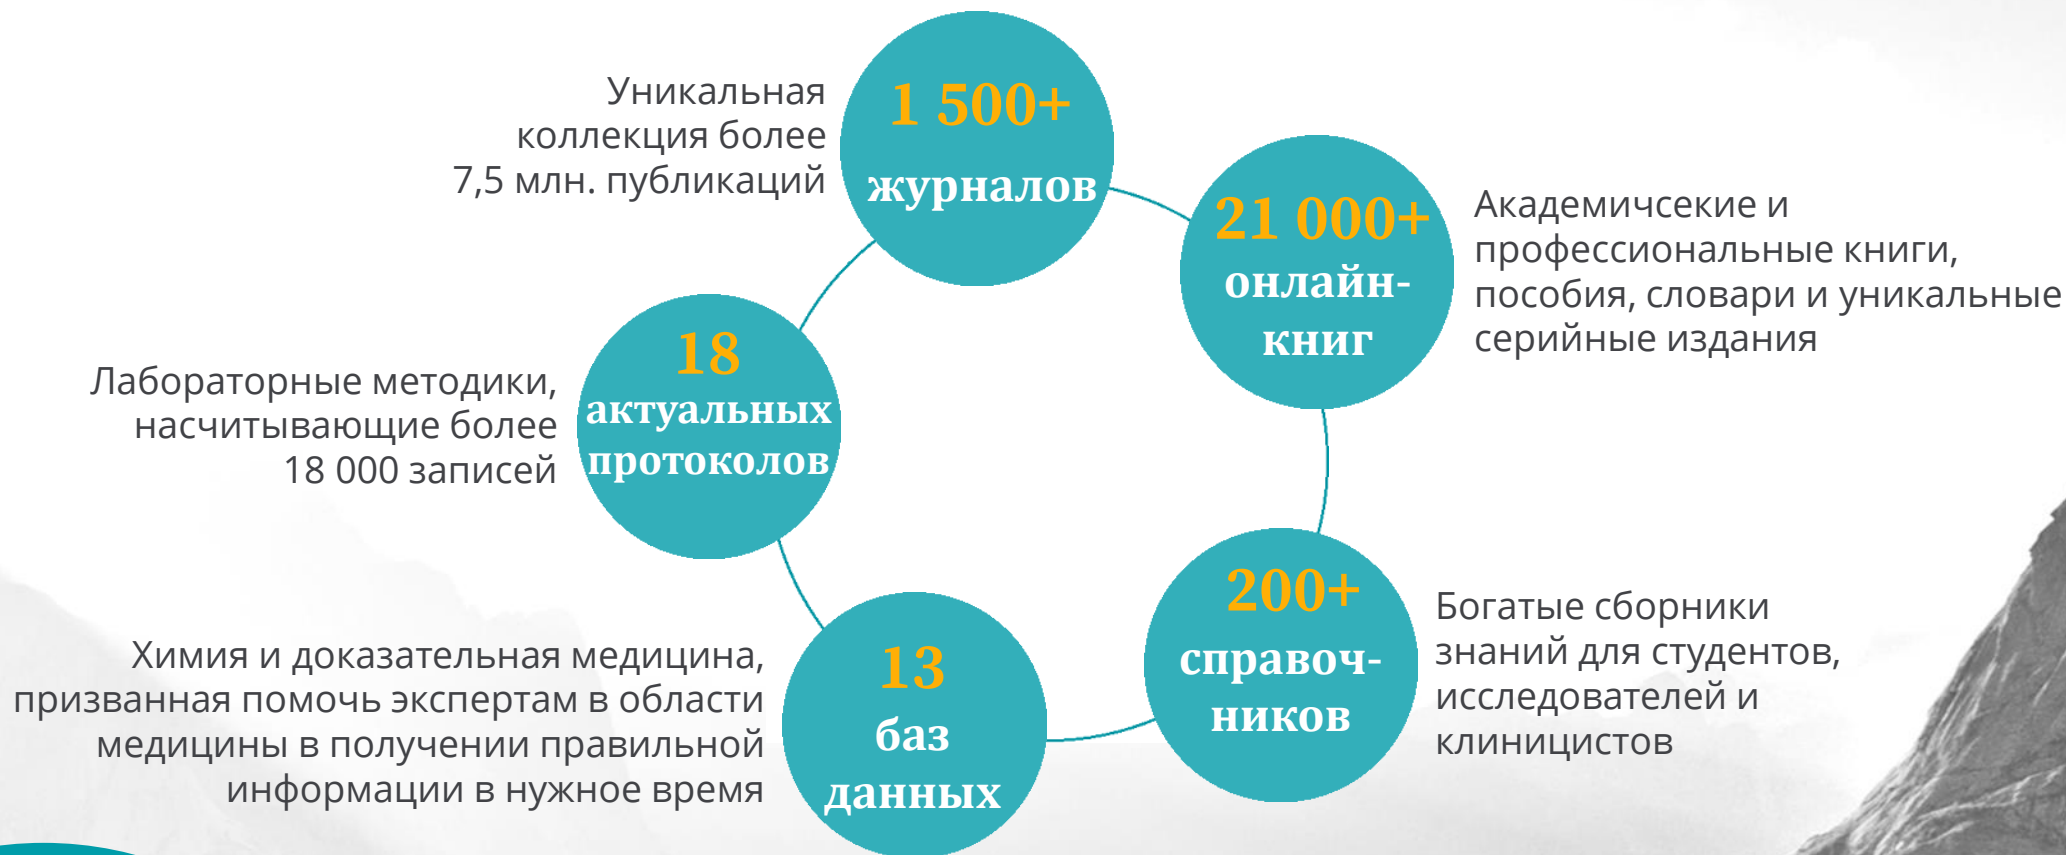 Уникальная
коллекция более
7,5 млн. публикаций
1 500+
журналов
21 000+
онлайн-
книг
Академичсекие и
профессиональные книги,
пособия, словари и уникальные
серийные издания
18
актуальных
протоколов
Лабораторные методики,
насчитывающие более
18 000 записей
200+
справоч-
ников
Богатые сборники
знаний для студентов,
исследователей и
клиницистов
13
баз
данных
Химия и доказательная медицина,
призванная помочь экспертам в области
медицины в получении правильной
информации в нужное время